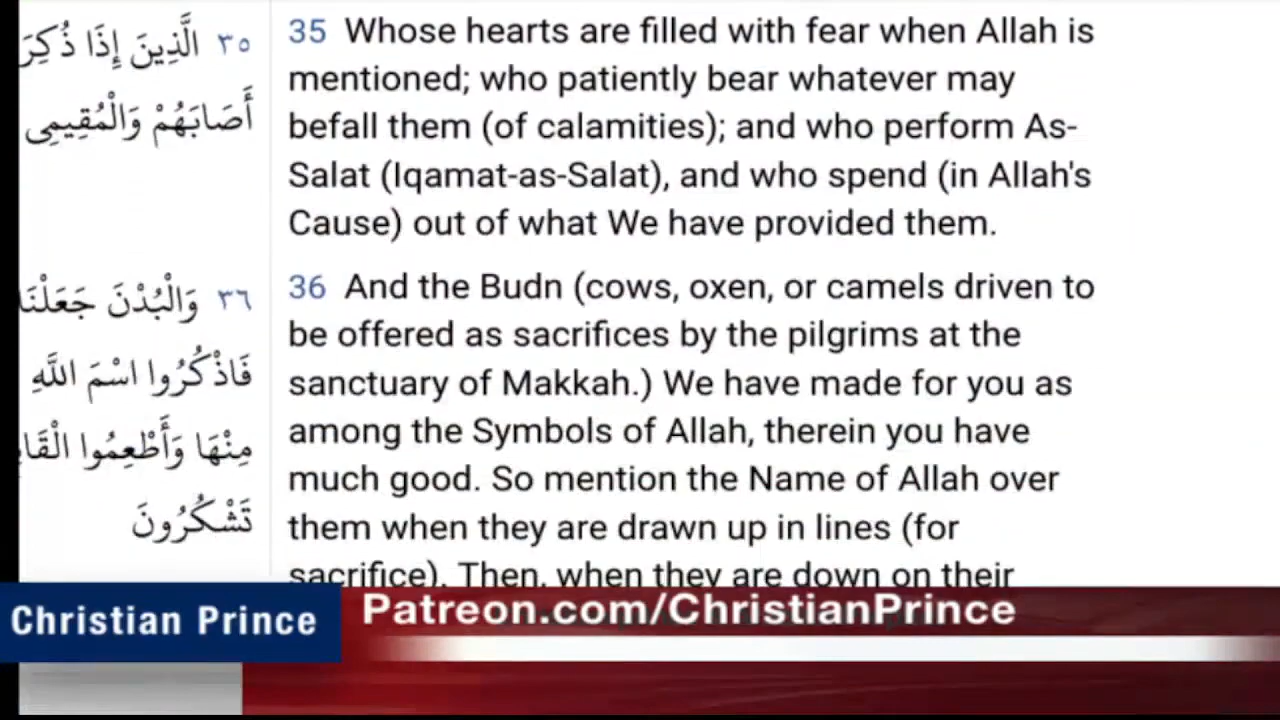 ٣٥ الَّذِينَ إِذَا ذُكِرَ
أَصَابَهُمْ وَالْمُقِيمِي
35 Whose hearts are filled with fear when Allah is
mentioned; who patiently bear whatever may
befall them (of calamities); and who perform As-
Salat (Iqamat-as-Salat), and who spend (in Allah's
Cause) out of what We have provided them.
٣٦ وَالْبُدْنَ جَعَلْنَا
فَاذْكُرُوا اسْمَ اللَّهِ
مِنْهَا وَأَطْعِمُوا
تَشْكُرُونَ
36 And the Budn (cows, oxen, or camels driven to
be offered as sacrifices by the pilgrims at the
sanctuary of Makkah.) We have made for you as
among the Symbols of Allah, therein you have
much good. So mention the Name of Allah over
them when they are drawn up in lines (for
sacrifice). Then, when they are down on their
Christian Prince
Patreon.com/ChristianPrince